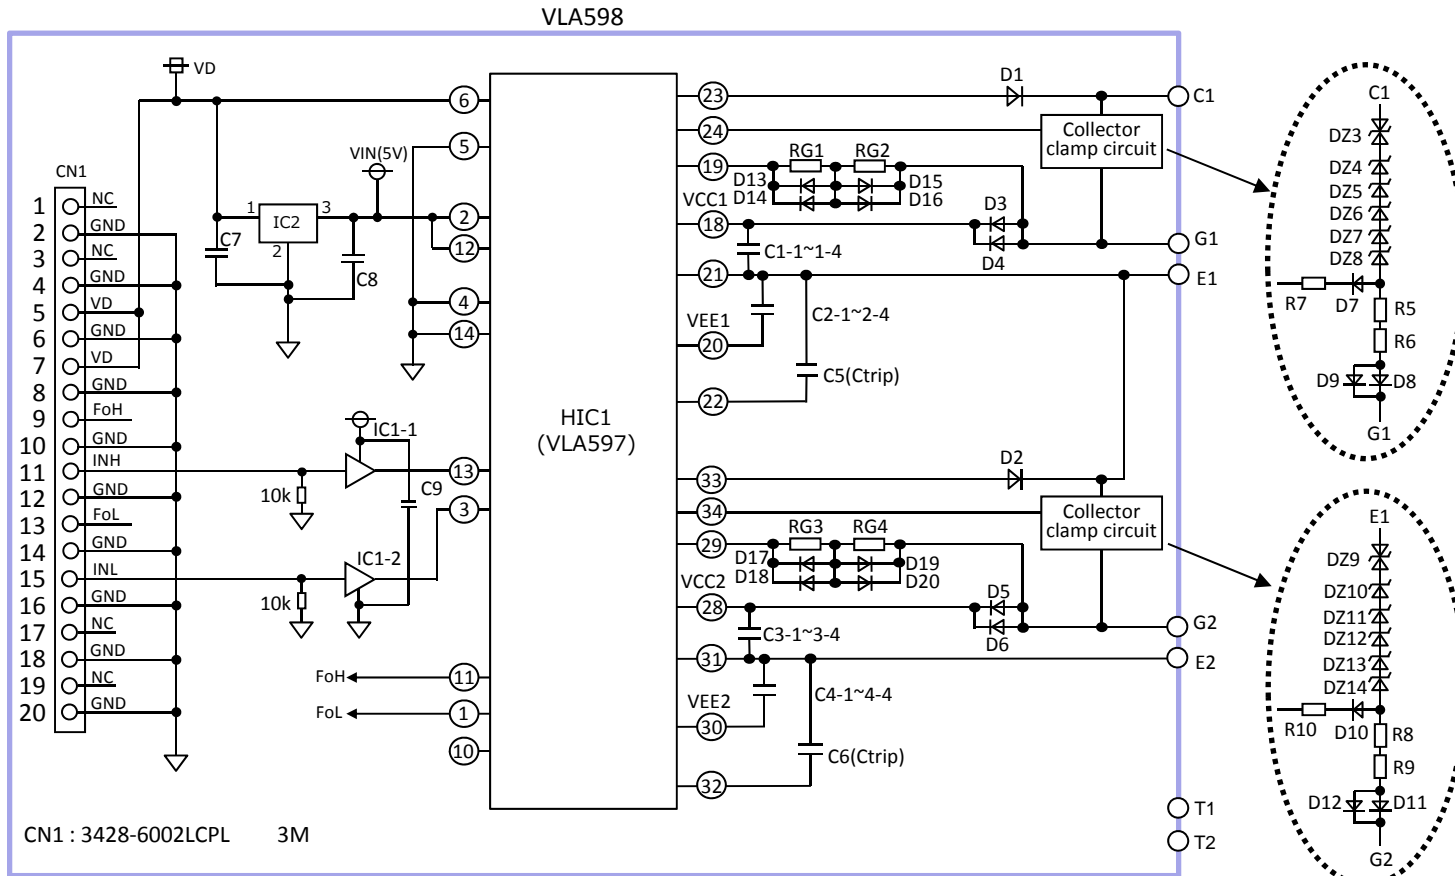 VLA598
VD
6
5
VIN(5V)
CN1
1 NC
2 GND
3 NC
4 GND
5 VD
6 GND
7 VD
8 GND
9 FoH
10 GND
11 INH
12 GND
13 FoL
14 GND
15 INL
16 GND
17 NC
18 GND
19 NC
20 GND
1 IC2 3
2
C7
C8
2
12
4
14
IC1-1
10k
C9
13
3
IC1-2
10k
FoH
11
FoL
1
10
HIC1
(VLA597)
23
D1
C1
24
Collector
clamp circuit
19
RG1 RG2
D13 D15
D14 D16
VCC1
18
D3
D4
G1
C1-1~1-4
21
E1
C2-1~2-4
VEE1
20
C5(Ctrip)
22
33
D2
34
Collector
clamp circuit
29
RG3 RG4
D17 D19
D18 D20
VCC2
28
D5
D6
G2
C3-1~3-4
31
E2
C4-1~4-4
VEE2
30
C6(Ctrip)
32
T1
T2
C1
DZ3
DZ4
DZ5
DZ6
DZ7
DZ8
R7 D7 R5
R6
D9 D8
G1
E1
DZ9
DZ10
DZ11
DZ12
DZ13
DZ14
R10 D10 R8
R9
D12 D11
G2
CN1 : 3428-6002LCPL 3M